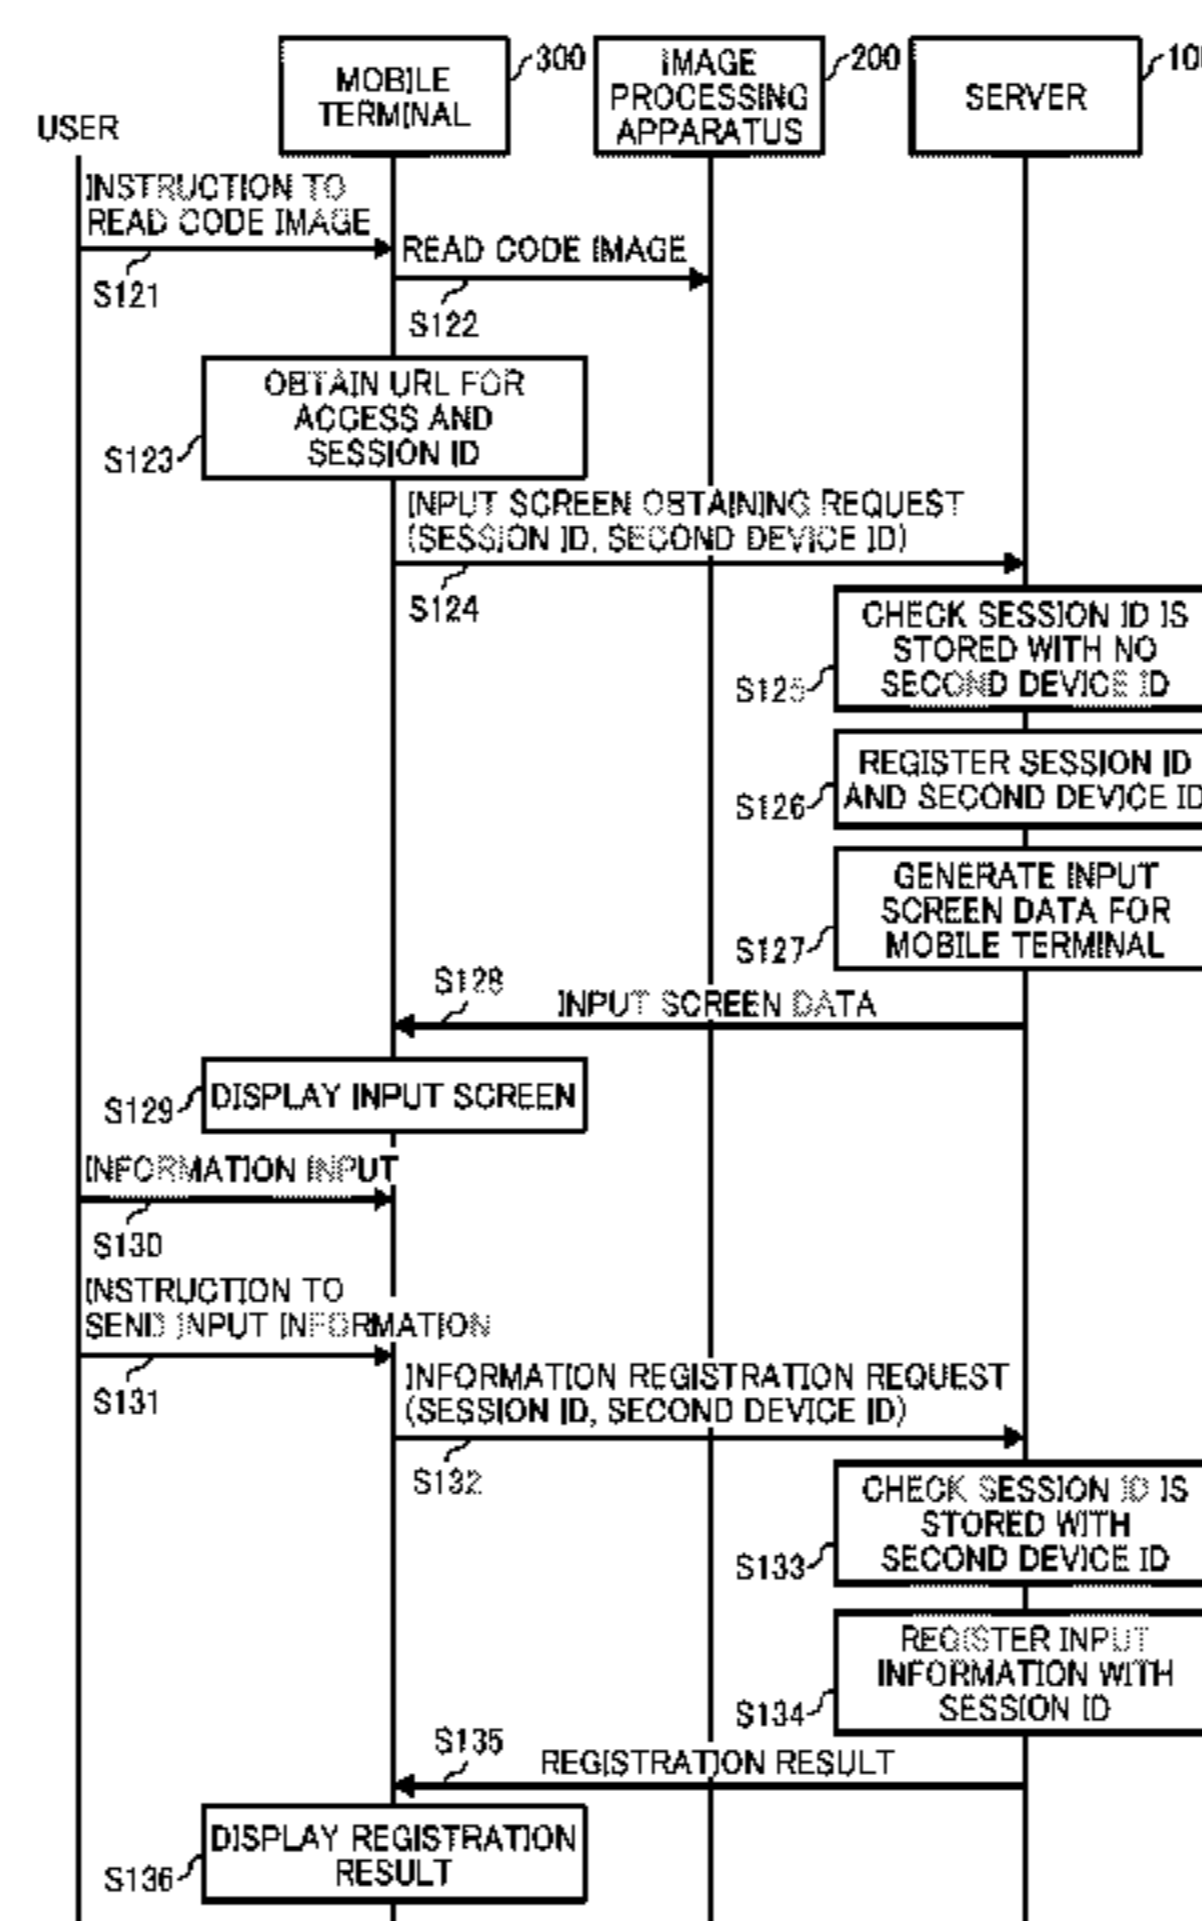 USER
MOBILE
TERMINAL
300
IMAGE
PROCESSING
APPARATUS
200
SERVER
INSTRUCTION TO
READ CODE IMAGE
S121
READ CODE IMAGE
S122
OBTAIN URL FOR
ACCESS AND
SESSION ID
S123
INPUT SCREEN OBTAINING REQUEST
(SESSION ID, SECOND DEVICE ID)
S124
CHECK SESSION ID IS
STORED WITH NO
SECOND DEVICE ID
S125
REGISTER SESSION ID
AND SECOND DEVICE ID
S126
GENERATE INPUT
SCREEN DATA FOR
MOBILE TERMINAL
S127
S128
INPUT SCREEN DATA
DISPLAY INPUT SCREEN
S129
INFORMATION INPUT
S130
INSTRUCTION TO
SEND INPUT INFORMATION
S131
INFORMATION REGISTRATION REQUEST
(SESSION ID, SECOND DEVICE ID)
S132
CHECK SESSION ID IS
STORED WITH
SECOND DEVICE ID
S133
REGISTER INPUT
INFORMATION WITH
SESSION ID
S134
S135
REGISTRATION RESULT
DISPLAY REGISTRATION
RESULT
S136